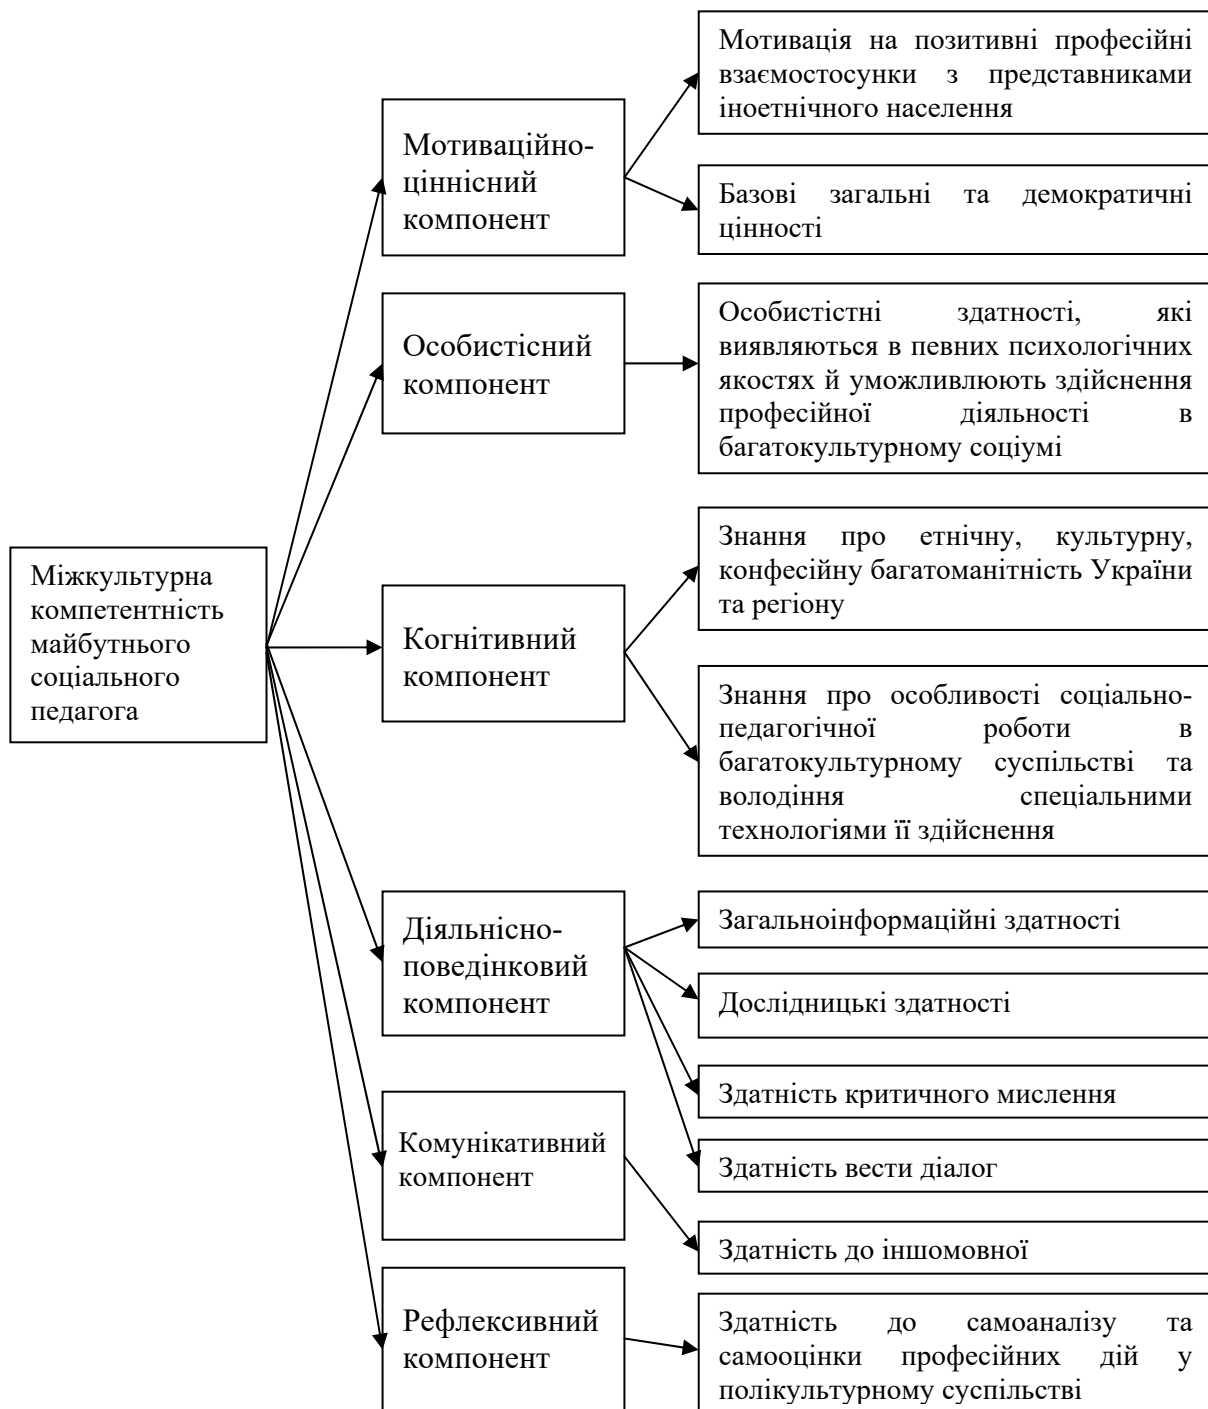 Міжкультурна
компетентність
майбутнього
соціального
педагога
Мотиваційно-
ціннісний
компонент
Мотивація на позитивні професійні
взаємостосунки з представниками
іноетнічного населення
Базові загальні та демократичні
цінності
Особистісний
компонент
Особистістні здатності, які
виявляються в певних психологічних
якостях й уможливлюють здійснення
професійної діяльності в
багатокультурному соціумі
Когнітивний
компонент
Знання про етнічну, культурну,
конфесійну багатоманітність України
та регіону
Знання про особливості соціально-
педагогічної роботи в
багатокультурному суспільстві та
володіння спеціальними
технологіями її здійснення
Діяльнісно-
поведінковий
компонент
Загальноінформаційні здатності
Дослідницькі здатності
Здатність критичного мислення
Здатність вести діалог
Комунікативний
компонент
Здатність до іншомовної
Рефлексивний
компонент
Здатність до самоаналізу та
самооцінки професійних дій у
полікультурному суспільстві